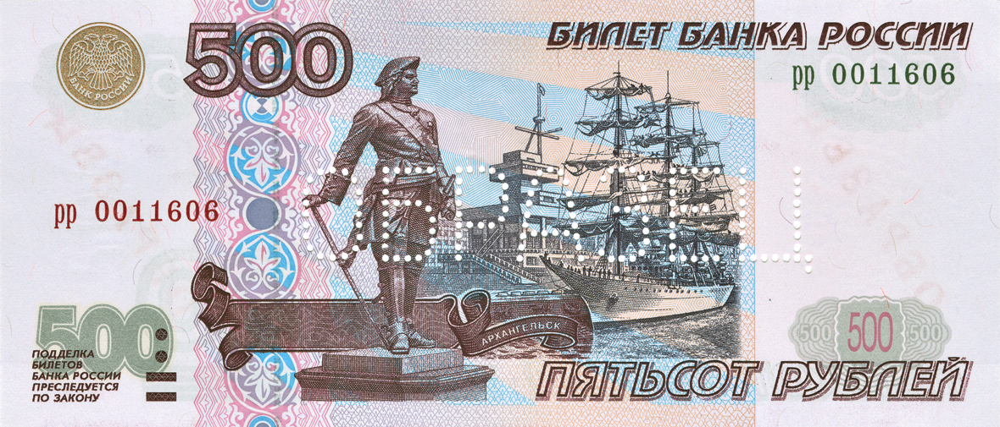 БАНК РОССИИ
500
БИЛЕТ БАНКА РОССИИ
рр 0011606
рр 0011606
ОБРАЗЕЦ
АРХАНГЕЛЬСК
500
500 500 500
ПОДДЕЛКА
БИЛЕТОВ
БАНКА РОССИИ
ПРЕСЛЕДУЕТСЯ
ПО ЗАКОНУ
ПЯТЬСОТ РУБЛЕЙ